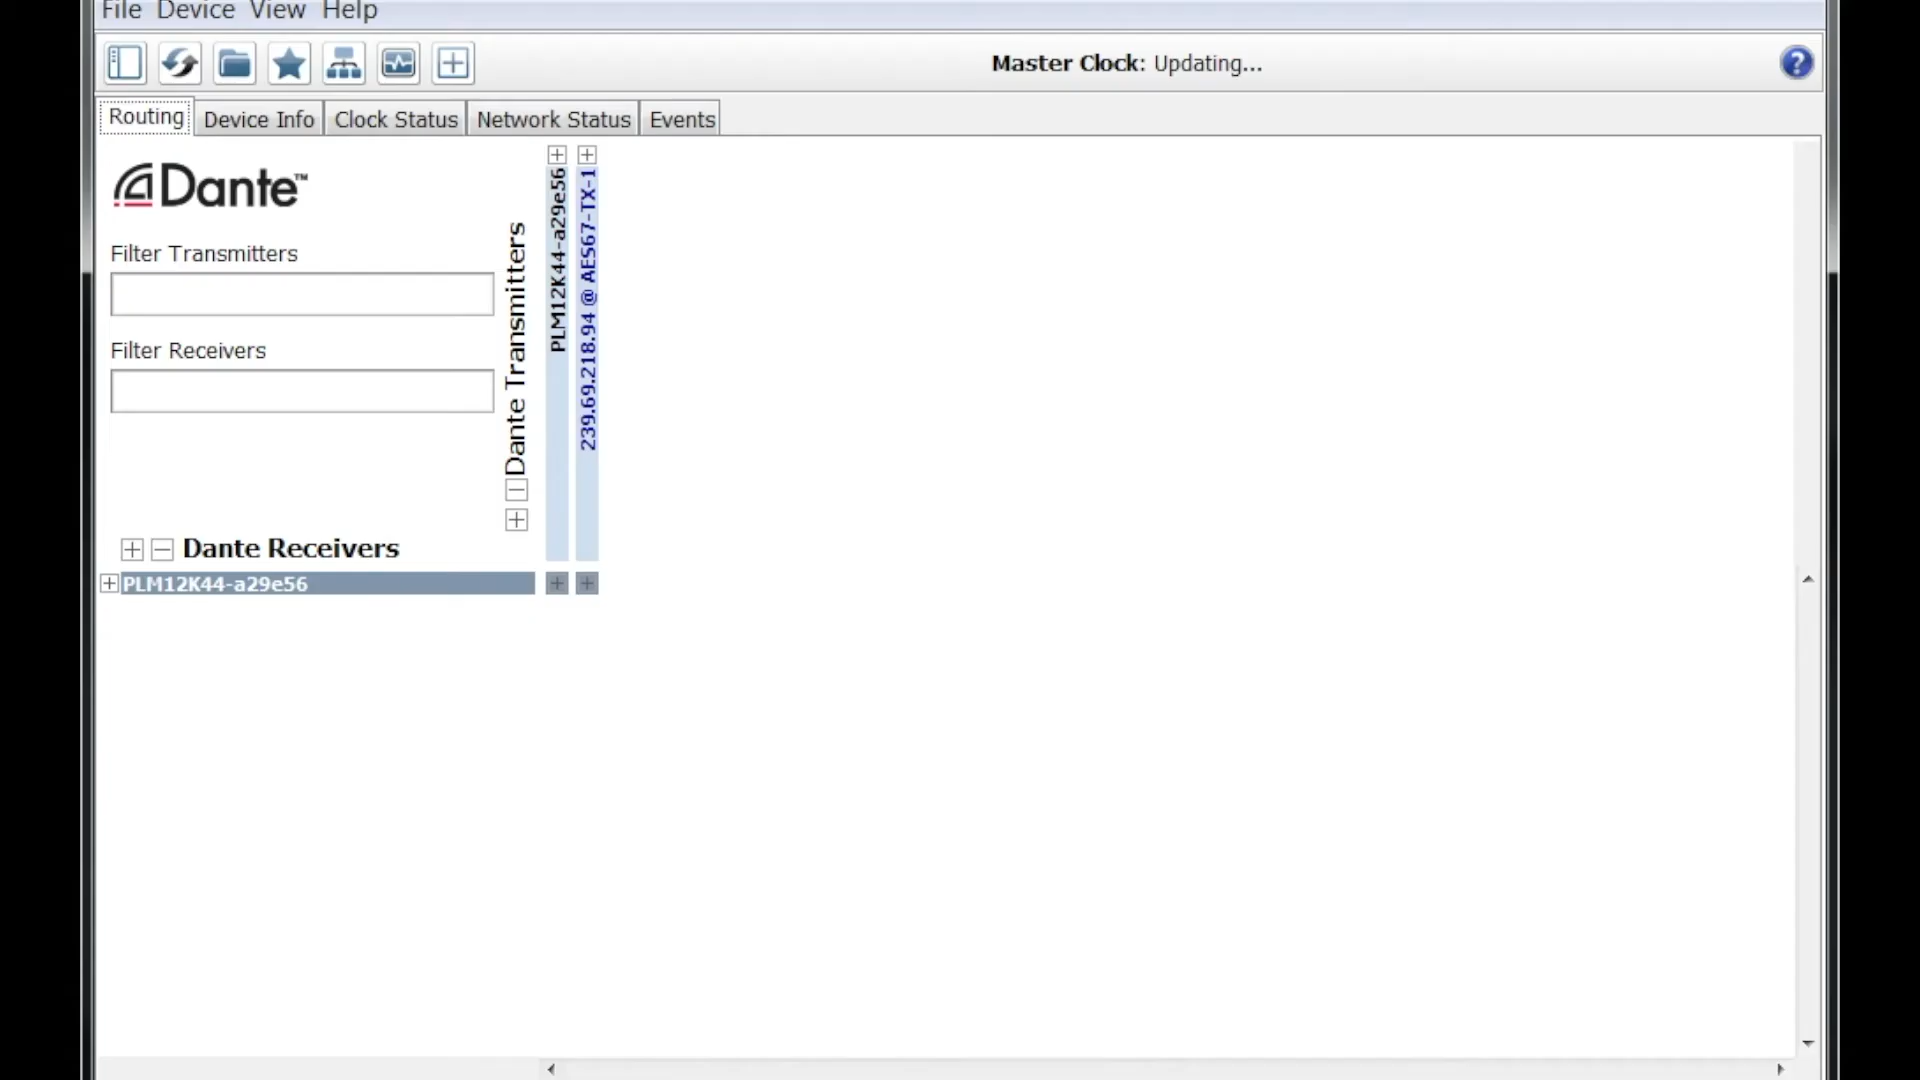 File Device View Help
Master Clock: Updating...
Routing
Device Info
Clock Status
Network Status
Events
Dante™
Filter Transmitters
Filter Receivers
Dante Transmitters
PLM12K44-a29e56
239.69.218.94 @ AES67-TX-1
Dante Receivers
PLM12K44-a29e56